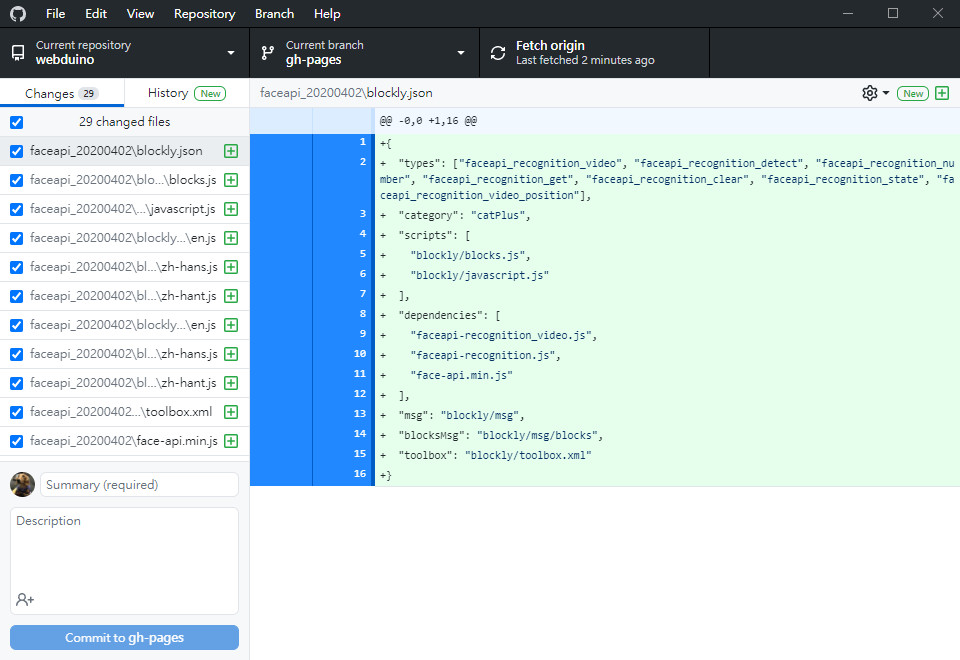 File Edit View Repository Branch Help
Current repository
webduino
Current branch
gh-pages
Fetch origin
Last fetched 2 minutes ago
Changes 29
History New
faceapi_20200402\blockly.json
New
29 changed files
faceapi_20200402\blockly.json
faceapi_20200402\blo...\blocks.js
faceapi_20200402\...\javascript.js
faceapi_20200402\blockly...\en.js
faceapi_20200402\bl...\zh-hans.js
faceapi_20200402\bl...\zh-hant.js
faceapi_20200402\blockly...\en.js
faceapi_20200402\bl...\zh-hans.js
faceapi_20200402\bl...\zh-hant.js
faceapi_20200402...\toolbox.xml
faceapi_20200402\face-api.min.js
Summary (required)
Description
Commit to gh-pages
@@ -0,0 +1,16 @@
1 +{
2 + "types": ["faceapi_recognition_video", "faceapi_recognition_detect", "faceapi_recognition_nu
mber", "faceapi_recognition_get", "faceapi_recognition_clear", "faceapi_recognition_state", "fa
ceapi_recognition_video_position"],
3 + "category": "catPlus",
4 + "scripts": [
5 + "blockly/blocks.js",
6 + "blockly/javascript.js"
7 + ],
8 + "dependencies": [
9 + "faceapi-recognition_video.js",
10 + "faceapi-recognition.js",
11 + "face-api.min.js"
12 + ],
13 + "msg": "blockly/msg",
14 + "blocksMsg": "blockly/msg/blocks",
15 + "toolbox": "blockly/toolbox.xml"
16 +}